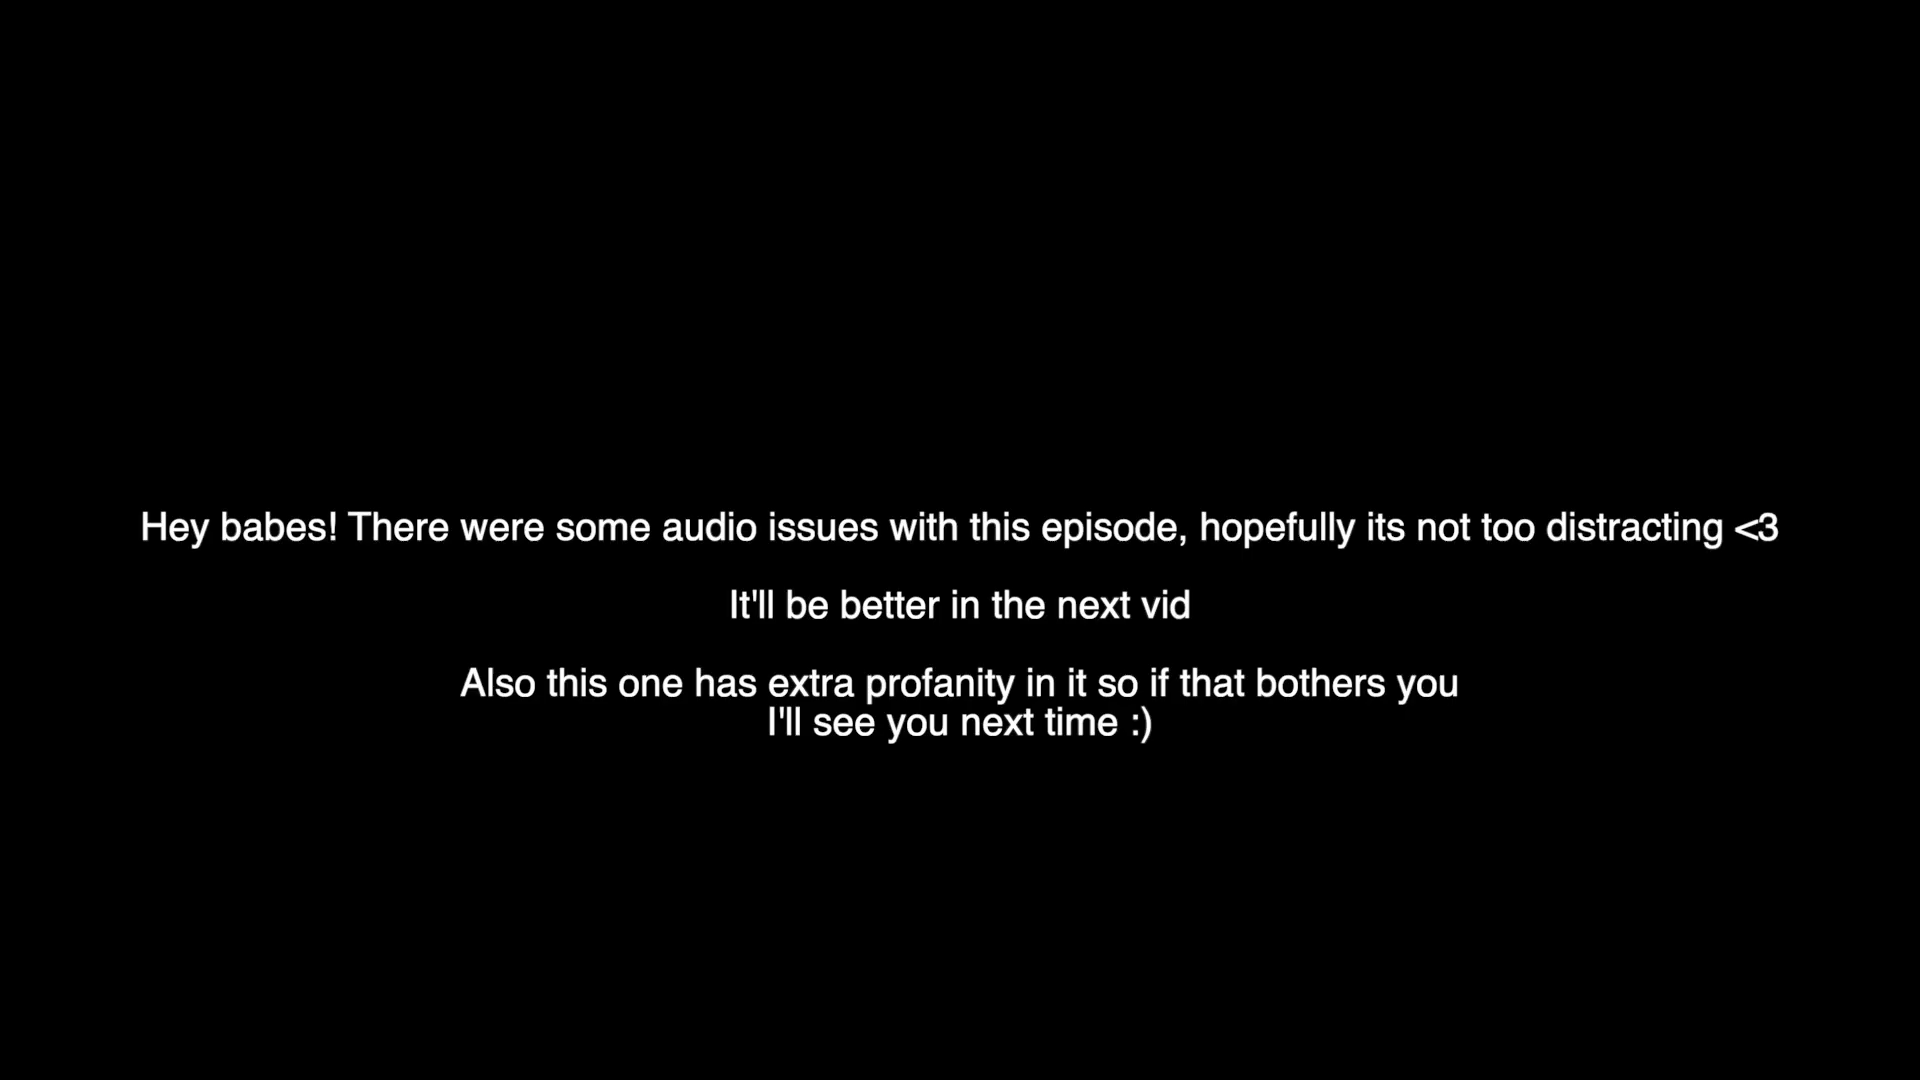 Hey babes! There were some audio issues with this episode, hopefully its not too distracting <3
It'll be better in the next vid
Also this one has extra profanity in it so if that bothers you
I'll see you next time :)